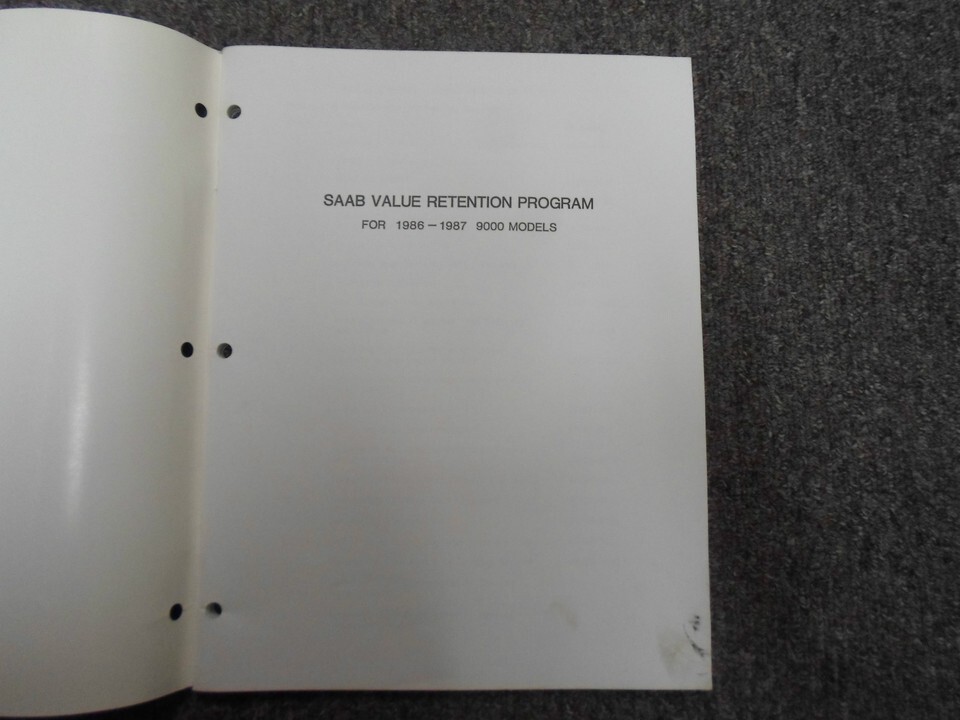 SAAB VALUE RETENTION PROGRAM
FOR 1986 – 1987 9000 MODELS